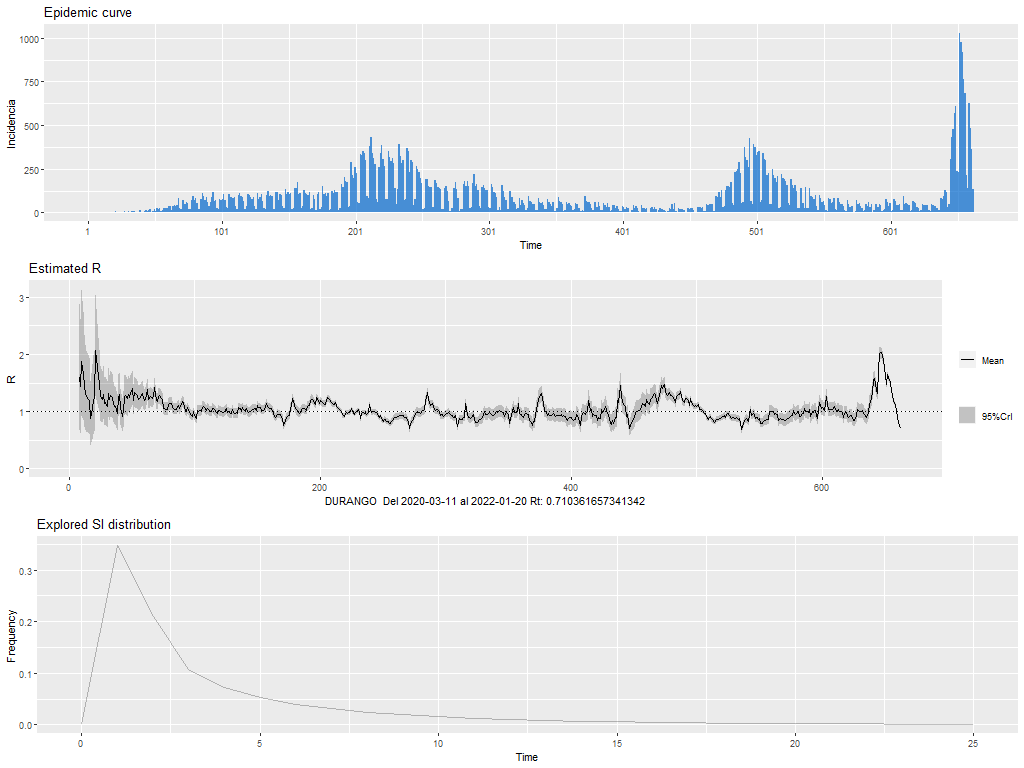 Epidemic curve
1000
750
500
250
0
Incidencia
1 101 201 301 401 501 601
Time
Estimated R
3
2
1
0
R
0 200 400 600
DURANGO Del 2020-03-11 al 2022-01-20 Rt: 0.710361657341342
Mean
95%CrI
Explored SI distribution
0.3
0.2
0.1
0.0
Frequency
0 5 10 15 20 25
Time